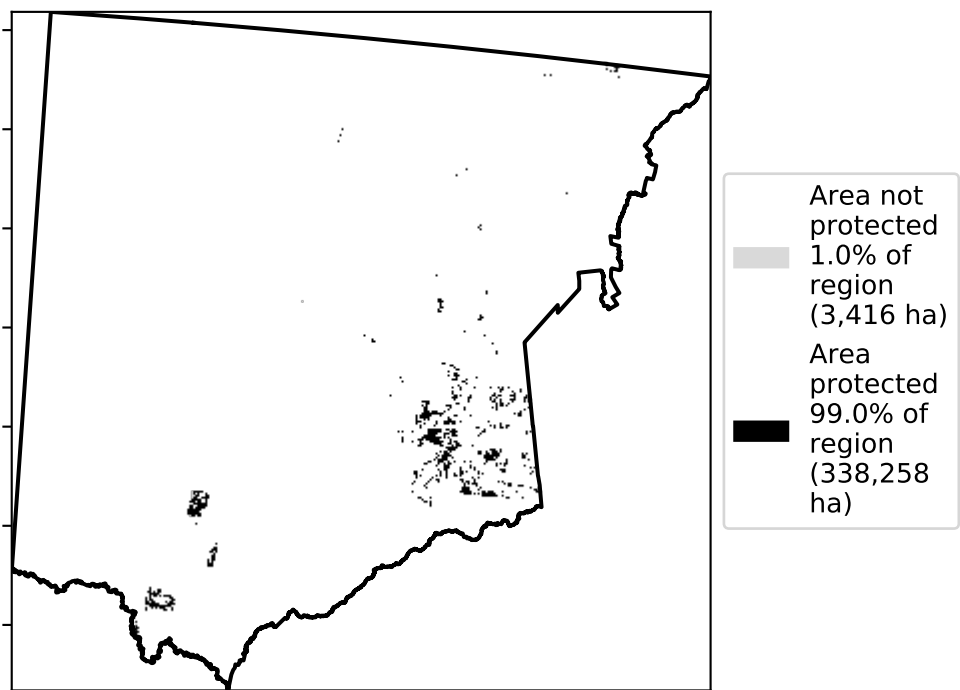 Area not
protected
1.0% of
region
(3,416 ha)
Area
protected
99.0% of
region
(338,258
ha)